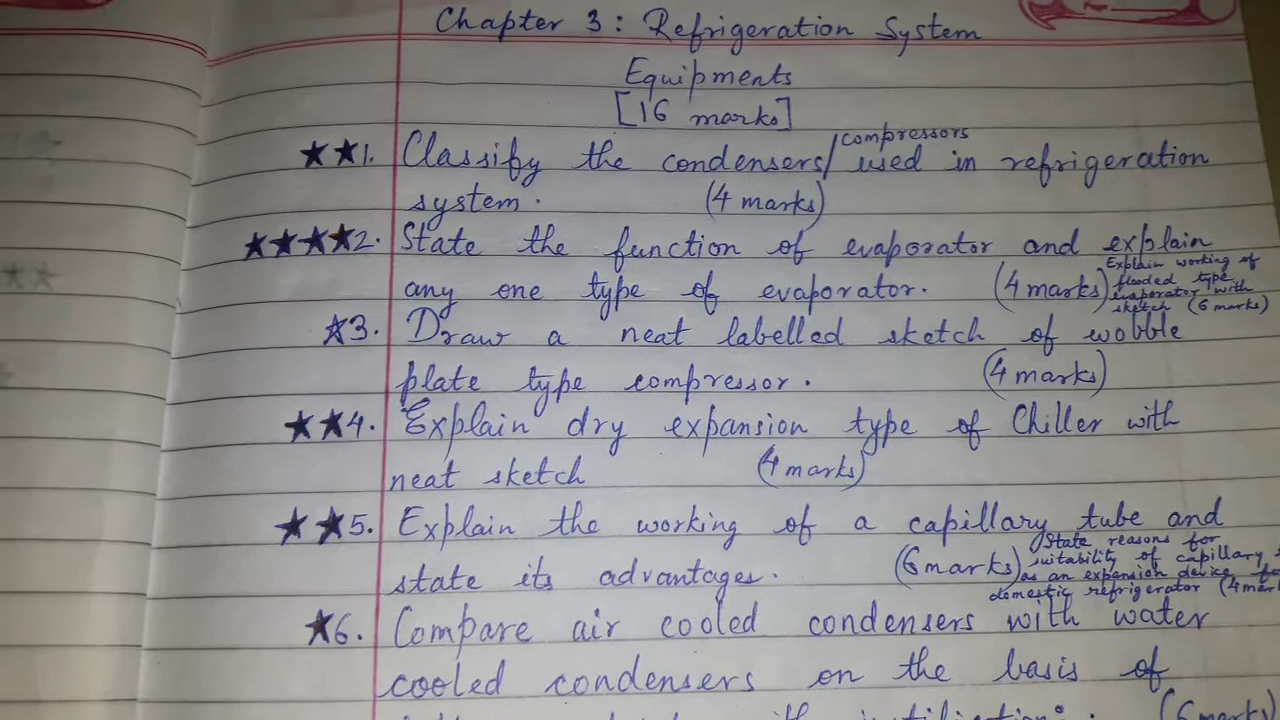 Chapter 3: Refrigeration System
Equipments
[16 marks]
★★1. Classify the condensers/compressors used in refrigeration
system. (4 marks)
★★★★2. State the function of evaporator and explain
any one type of evaporator. (4 marks)
Explain working of
flooded type
evaporator with
sketch (6 marks)
★3. Draw a neat labelled sketch of wobble
plate type compressor. (4 marks)
★★4. Explain dry expansion type of Chiller with
neat sketch (4 marks)
★★5. Explain the working of a capillary tube and
state its advantages. (6 marks)
State reasons for
suitability of capillary
as an expansion device
domestic refrigerator (4
★6. Compare air cooled condensers with water
cooled condensers on the basis of
(6 marks)